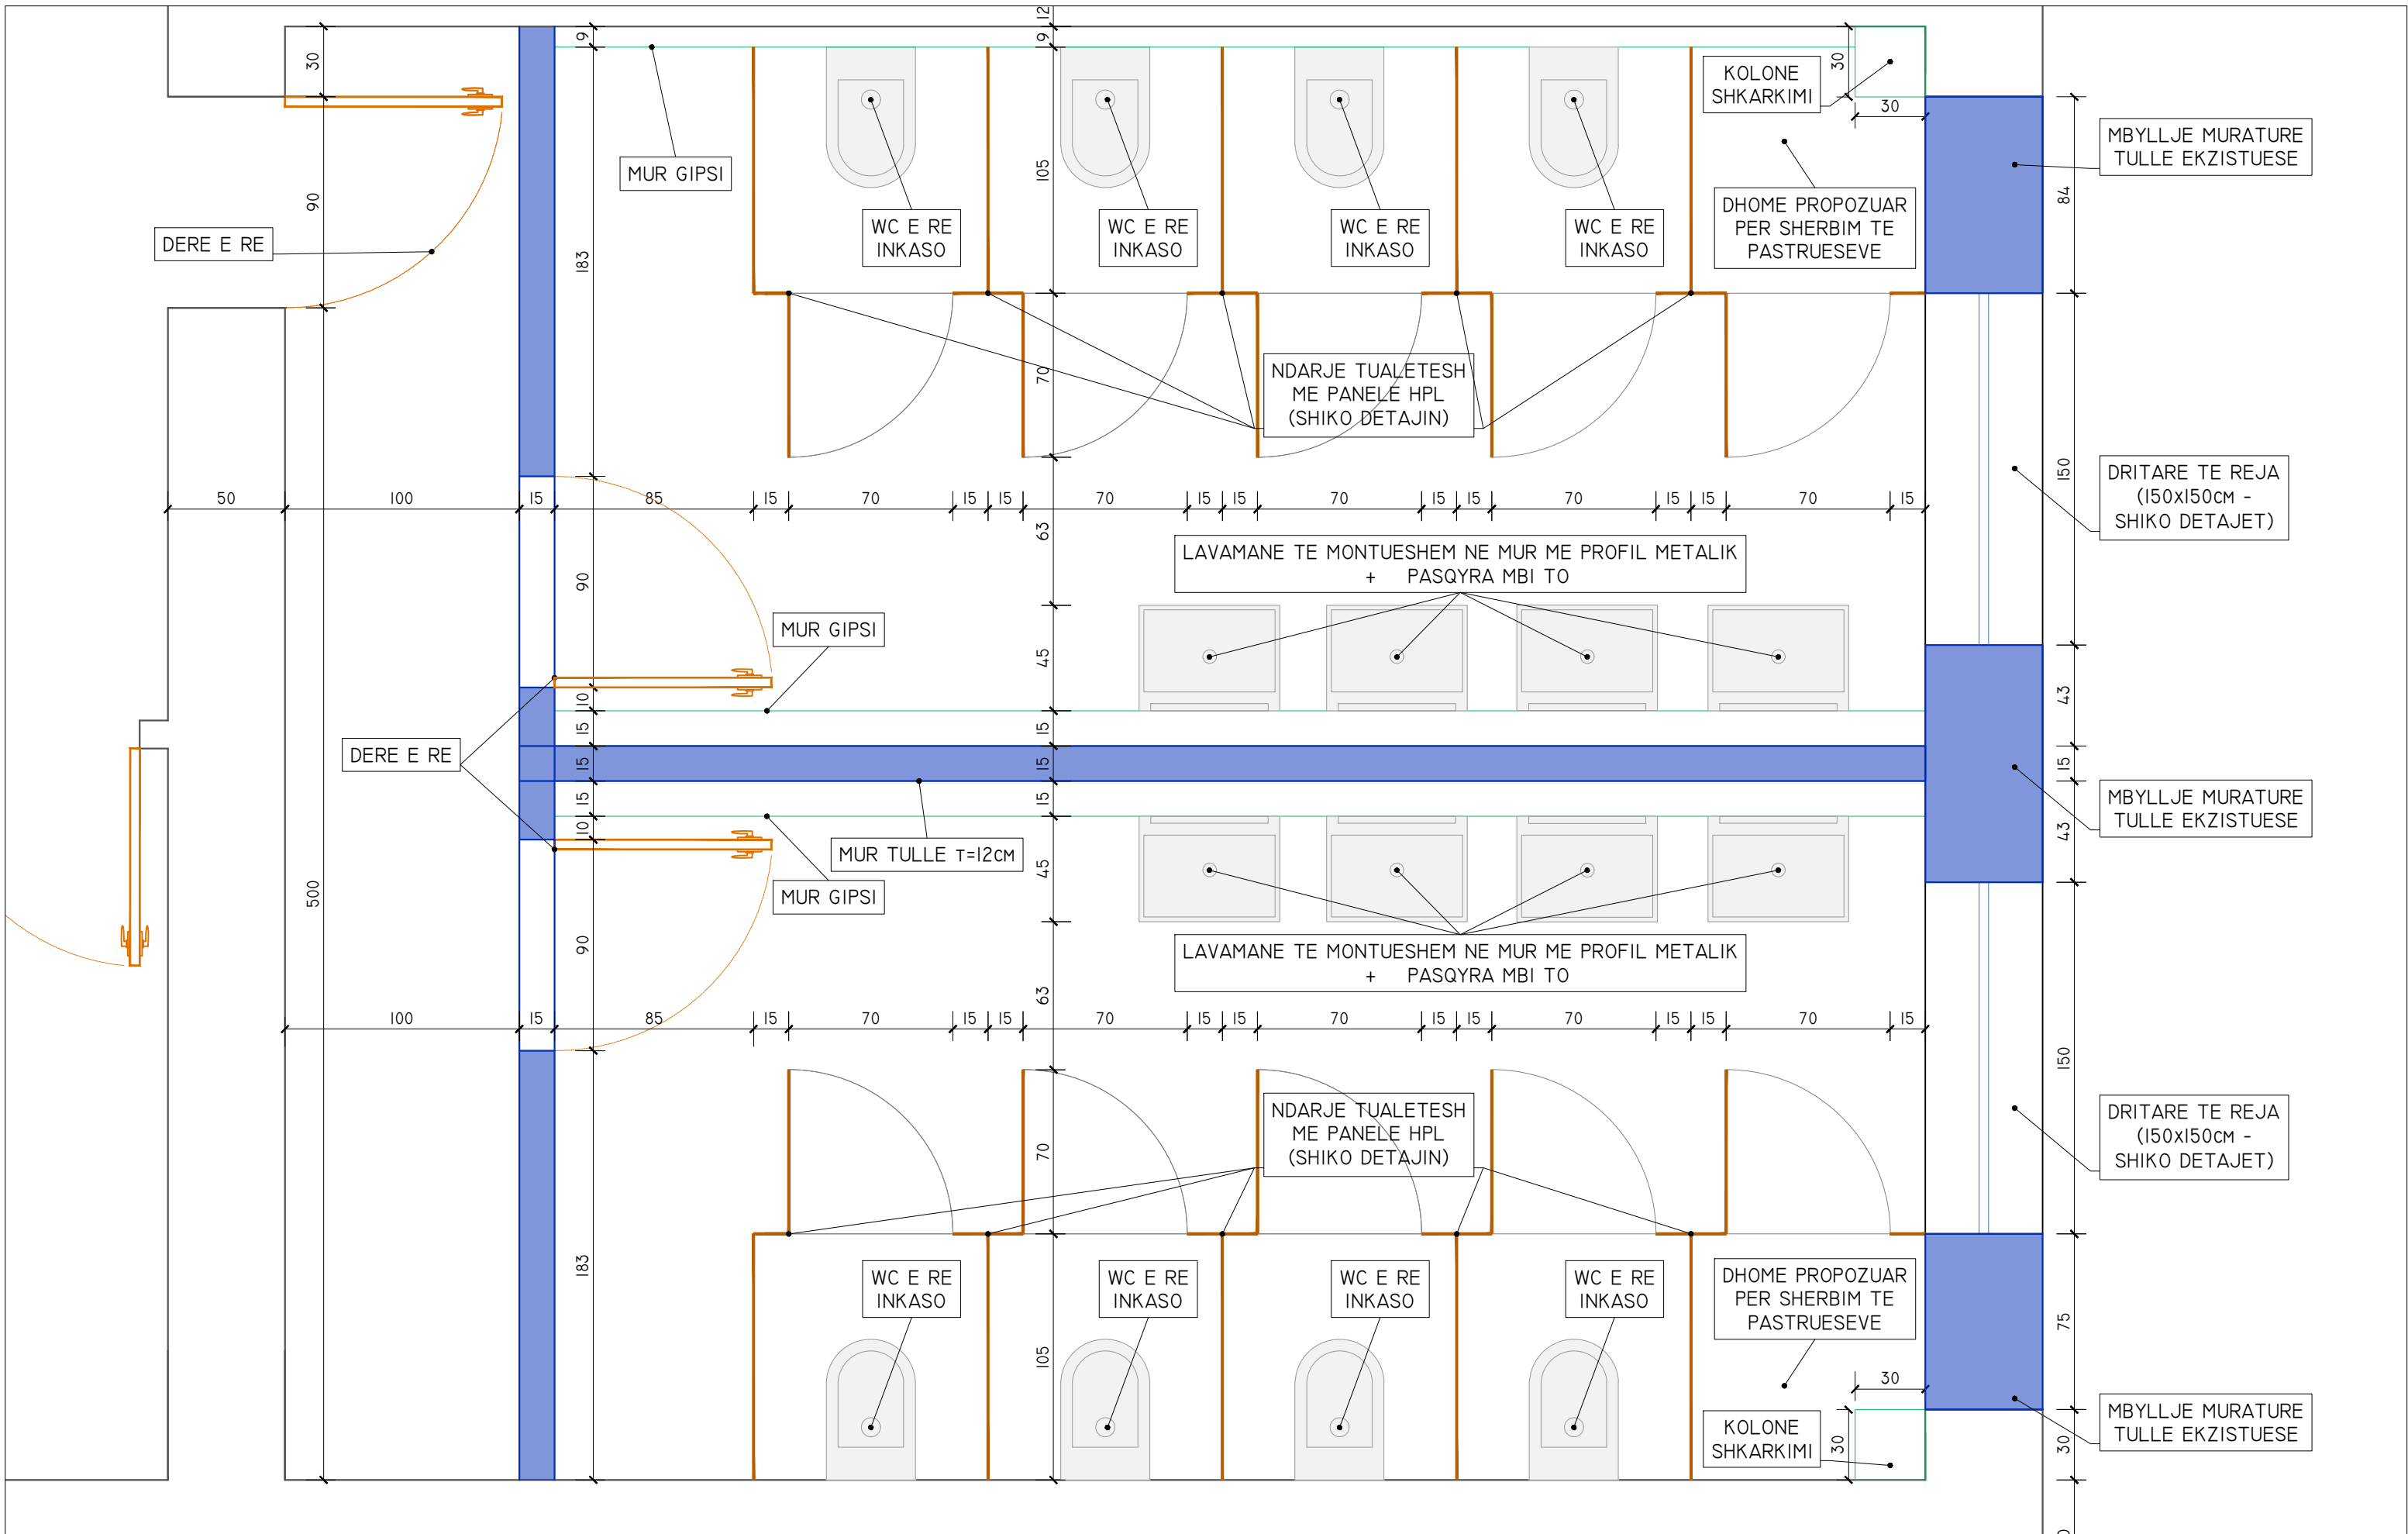 12
9
9
30
30
KOLONE
SHKARKIMI
30
MBYLLJE MURATURE
TULLE EKZISTUESE
MUR GIPSI
105
84
90
DERE E RE
WC E RE
INKASO
WC E RE
INKASO
WC E RE
INKASO
WC E RE
INKASO
DHOME PROPOZUAR
PER SHERBIM TE
PASTRUESEVE
183
NDARJE TUALETESH
ME PANELE HPL
(SHIKO DETAJIN)
70
150
DRITARE TE REJA
(150x150CM -
SHIKO DETAJET)
50 100 15 85 15 70 15 15 70 15 15 70 15 15 70 15 15 70 15
63
LAVAMANE TE MONTUESHEM NE MUR ME PROFIL METALIK
+ PASQYRA MBI TO
90
MUR GIPSI
45
10
43
15
15
DERE E RE
15
15
15
MBYLLJE MURATURE
TULLE EKZISTUESE
15
15
10
43
MUR TULLE T=12CM
MUR GIPSI
45
500
90
LAVAMANE TE MONTUESHEM NE MUR ME PROFIL METALIK
+ PASQYRA MBI TO
63
100 15 85 15 70 15 15 70 15 15 70 15 15 70 15 15 70 15
150
DRITARE TE REJA
(150x150CM -
SHIKO DETAJET)
NDARJE TUALETESH
ME PANELE HPL
(SHIKO DETAJIN)
70
183
WC E RE
INKASO
WC E RE
INKASO
WC E RE
INKASO
WC E RE
INKASO
DHOME PROPOZUAR
PER SHERBIM TE
PASTRUESEVE
75
105
30
KOLONE
SHKARKIMI
30
MBYLLJE MURATURE
TULLE EKZISTUESE
30